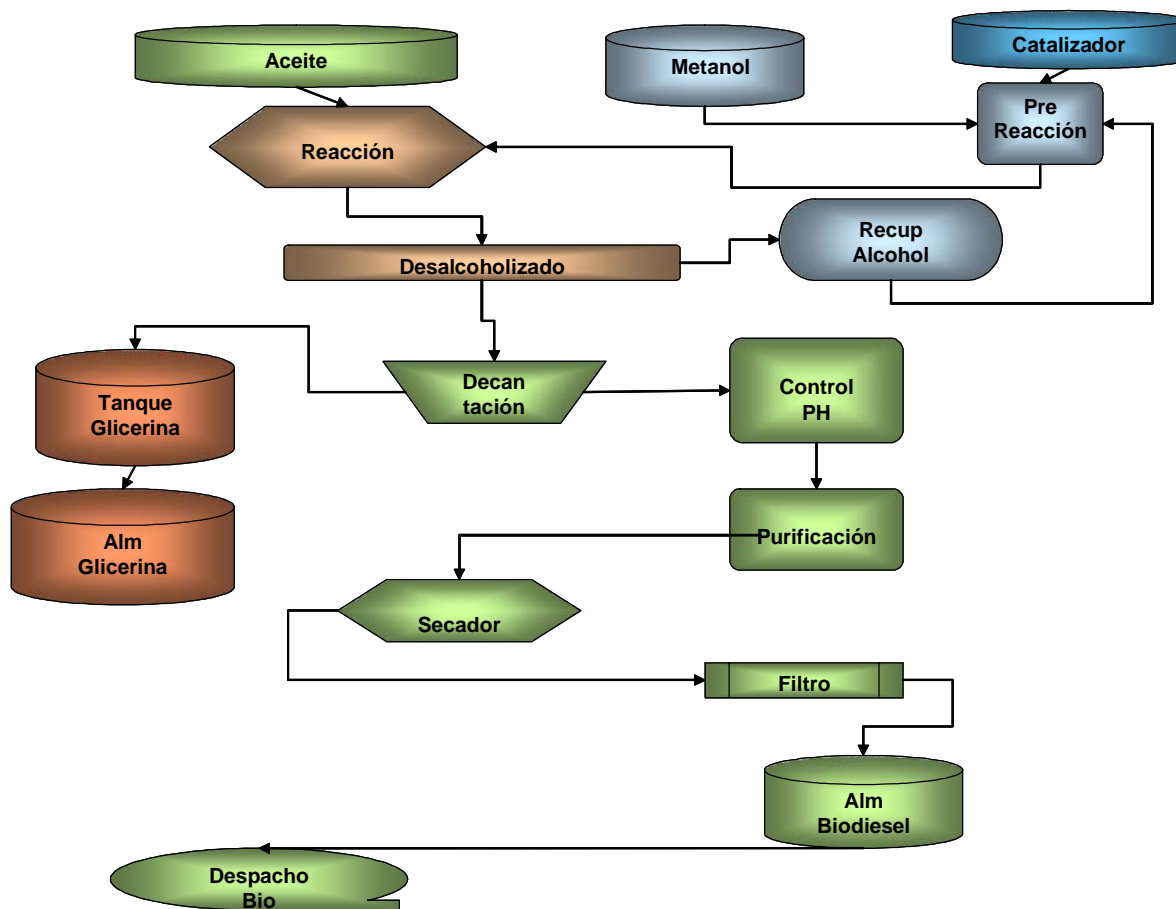 Aceite
Metanol
Catalizador
Pre
Reacción
Reacción
Recup
Alcohol
Desalcoholizado
Decan
tación
Control
PH
Tanque
Glicerina
Alm
Glicerina
Purificación
Secador
Filtro
Alm
Biodiesel
Despacho
Bio